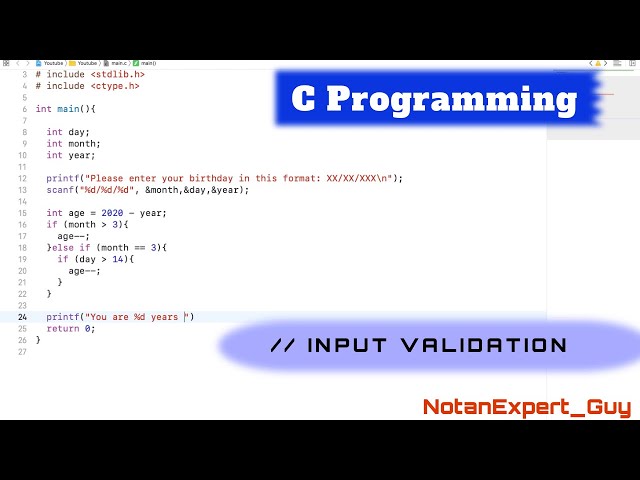 Youtube > Youtube > main.c > main()
C Programming
3 # include <stdlib.h>
4 # include <ctype.h>
5
6 int main(){
7
8 int day;
9 int month;
10 int year;
11
12 printf("Please enter your birthday in this format: XX/XX/XXX\n");
13 scanf("%d/%d/%d", &month,&day,&year);
14
15 int age = 2020 - year;
16 if (month > 3){
17 age--;
18 }else if (month == 3){
19 if (day > 14){
20 age--;
21 }
22 }
23
24 printf("You are %d years ")
25 return 0;
26 }
27
// INPUT VALIDATION
NotanExpert_Guy